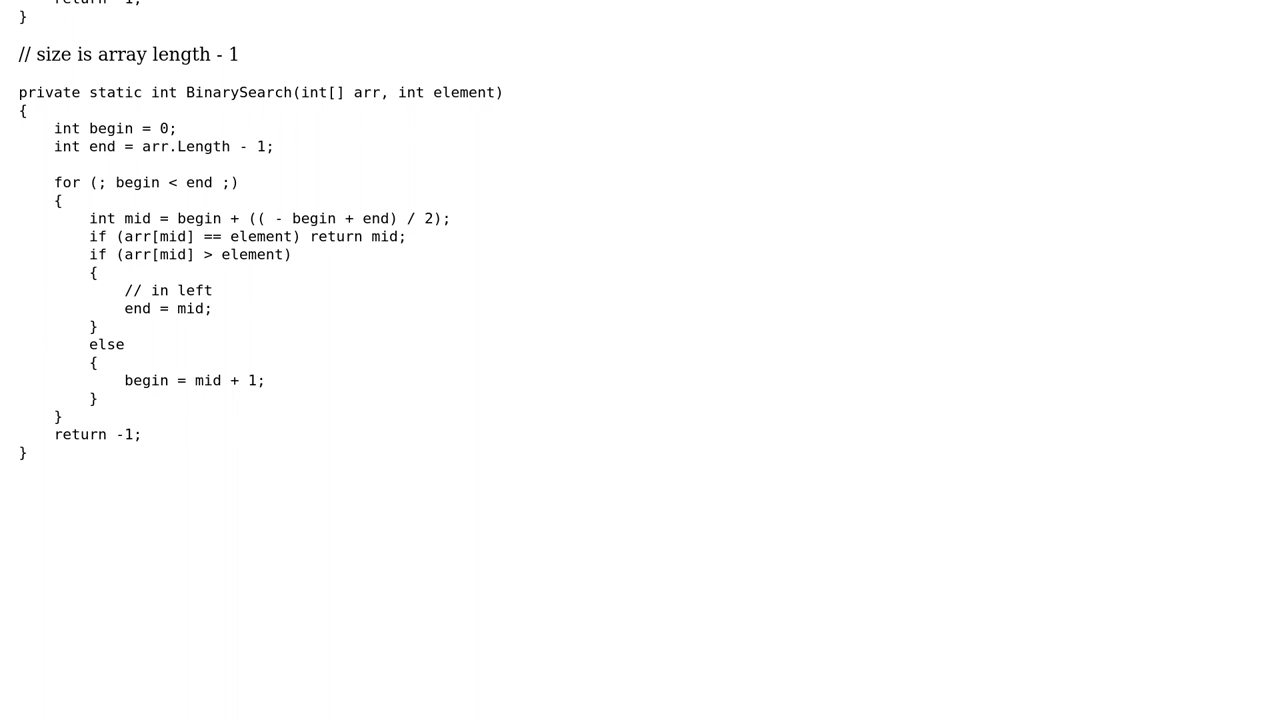 }
// size is array length - 1
private static int BinarySearch(int[] arr, int element)
{
    int begin = 0;
    int end = arr.Length - 1;
    for (; begin < end ;)
    {
        int mid = begin + (( - begin + end) / 2);
        if (arr[mid] == element) return mid;
        if (arr[mid] > element)
        {
            // in left
            end = mid;
        }
        else
        {
            begin = mid + 1;
        }
    }
    return -1;
}